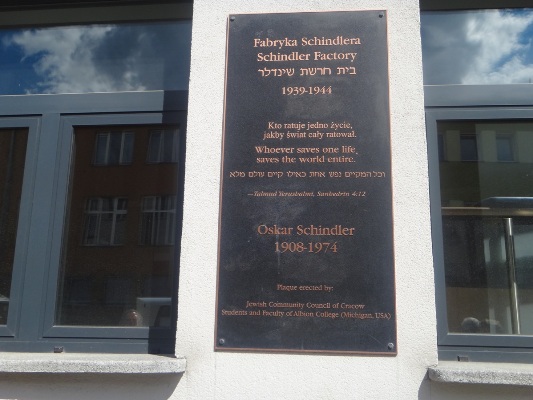 Fabryka Schindlera
Schindler Factory
בית חרשת שינדלר
1939-1944
Kto ratuje jedno życie,
jakby świat cały ratował.
Whoever saves one life,
saves the world entire.
וכל המקיים נפש אחת כאילו קיים עולם מלא
—Talmud Jeruszalmi, Sanhedrin 4:12
Oskar Schindler
1908-1974
Plaque erected by:
Jewish Community Council of Cracow
Students and Faculty of Albion College (Michigan, USA)